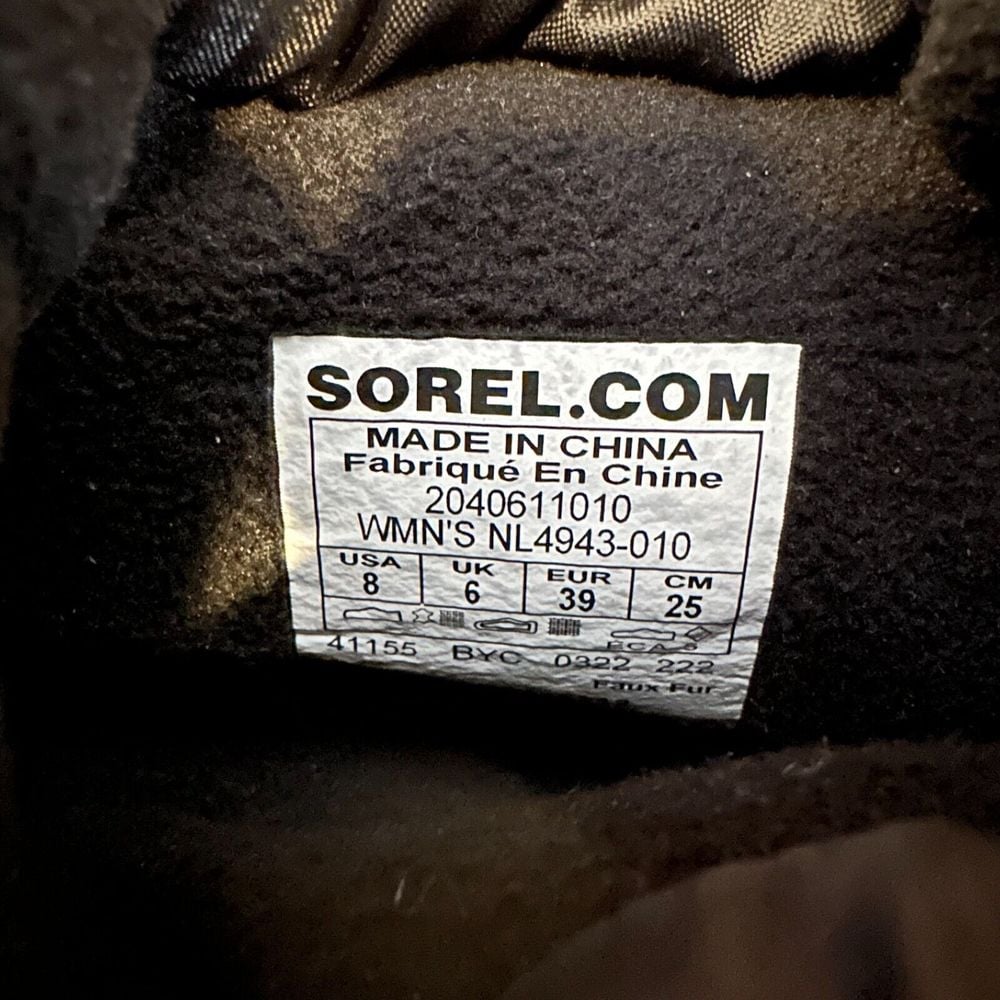 SOREL.COM
MADE IN CHINA
Fabriqué En Chine
2040611010
WMN'S NL4943-010
USA UK EUR CM
8 6 39 25
41155 BYC 0322 222
Faux Fur